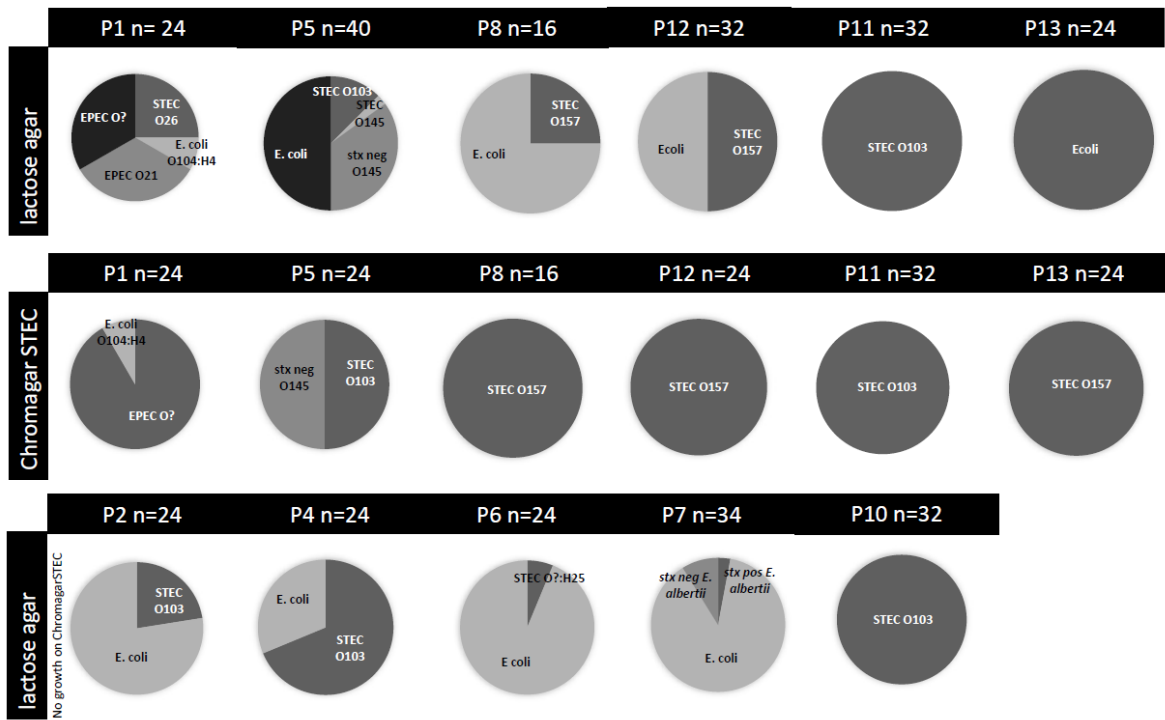 P1 n= 24
P5 n=40
P8 n=16
P12 n=32
P11 n=32
P13 n=24
lactose agar
EPEC O?
STEC
O26
E. coli
O104:H4
EPEC O21
STEC O103
STEC
O145
E. coli
stx neg
O145
STEC
O157
E. coli
Ecoli
STEC
O157
STEC O103
Ecoli
P1 n=24
P5 n=24
P8 n=16
P12 n=24
P11 n=32
P13 n=24
Chromagar STEC
E. coli
O104:H4
EPEC O?
stx neg
O145
STEC
O103
STEC O157
STEC O157
STEC O103
STEC O157
P2 n=24
P4 n=24
P6 n=24
P7 n=34
P10 n=32
lactose agar
No growth on ChromagarSTEC
STEC
O103
E. coli
E. coli
STEC
O103
STEC O?:H25
E coli
stx neg E.
albertii
stx pos E.
albertii
E. coli
STEC O103